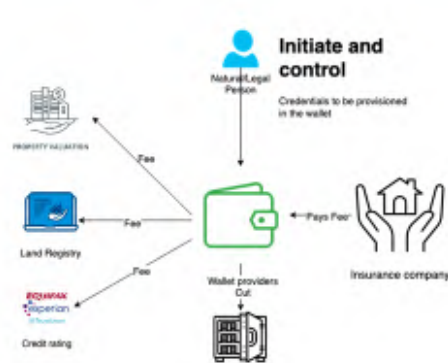 Initiate and
control
Natural/Legal
Person
Credentials to be provisioned
in the wallet
PROPERTY VALUATION
Fee
Fee
Pays Fee
Land Registry
Fee
Insurance company
Wallet providers
Cut
EQUIFAX
experian
TransUnion
Credit rating